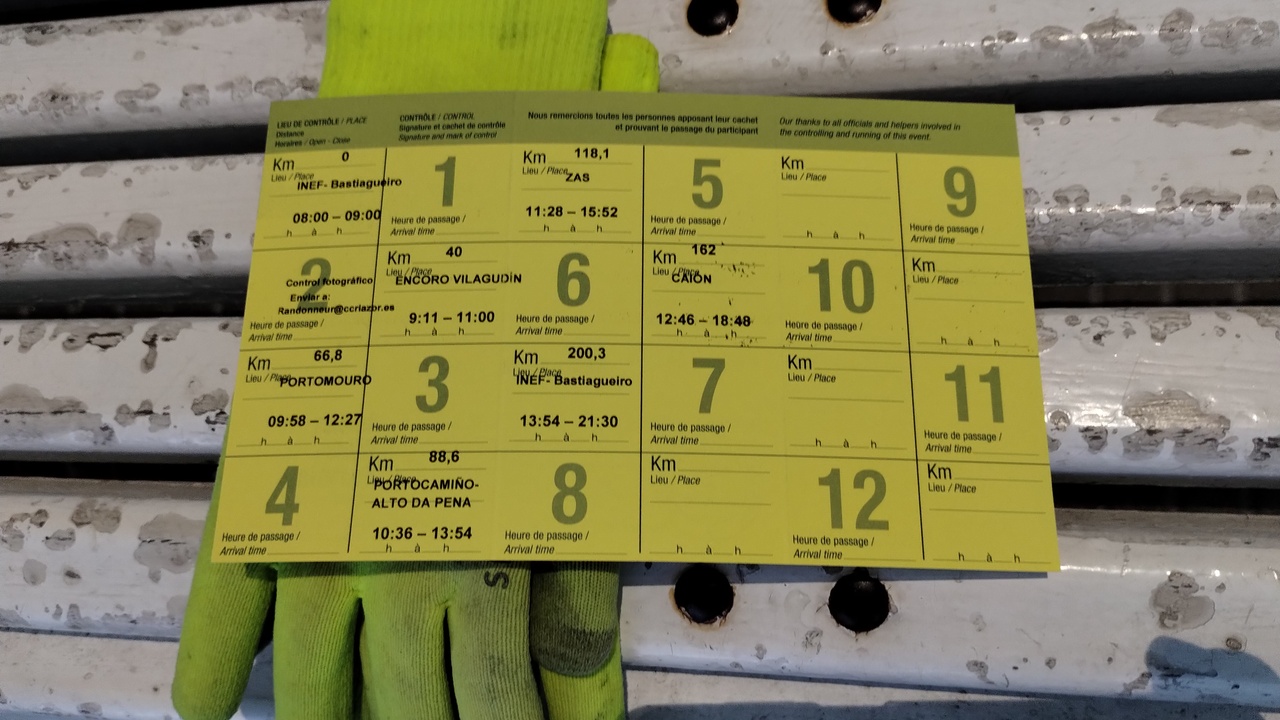 LIEU DE CONTRÔLE / PLACE
Distance
Horaires / Open - Close
CONTRÔLE / CONTROL
Signature et cachet de contrôle
Signature and mark of control
Nous remercions toutes les personnes apposant leur cachet
et prouvant le passage du participant
Our thanks to all officials and helpers involved in
the controlling and running of this event.
Km 0
Lieu / Place
INEF- Bastiagueiro
08:00 – 09:00
h à h
1
Heure de passage /
Arrival time
Km 118,1
Lieu / Place
ZAS
11:28 – 15:52
h à h
5
Heure de passage /
Arrival time
Km
Lieu / Place
h à h
9
Heure de passage /
Arrival time
2
Control fotográfico
Enviar a:
Randonneur@ccriazor.es
Heure de passage /
Arrival time
Km 40
Lieu / Place
ENCORO VILAGUDÍN
9:11 – 11:00
h à h
6
Heure de passage /
Arrival time
Km 162
Lieu / Place
CAIÓN
12:46 – 18:48
h à h
10
Heure de passage /
Arrival time
Km
Lieu / Place
h à h
Km 66,8
Lieu / Place
PORTOMOURO
09:58 – 12:27
h à h
3
Heure de passage /
Arrival time
Km 200,3
Lieu / Place
INEF- Bastiagueiro
13:54 – 21:30
h à h
7
Heure de passage /
Arrival time
Km
Lieu / Place
h à h
11
Heure de passage /
Arrival time
4
Heure de passage /
Arrival time
Km 88,6
Lieu / Place
PORTOCAMIÑO-
ALTO DA PENA
10:36 – 13:54
h à h
8
Heure de passage /
Arrival time
Km
Lieu / Place
h à h
12
Heure de passage /
Arrival time
Km
Lieu / Place
h à h
S